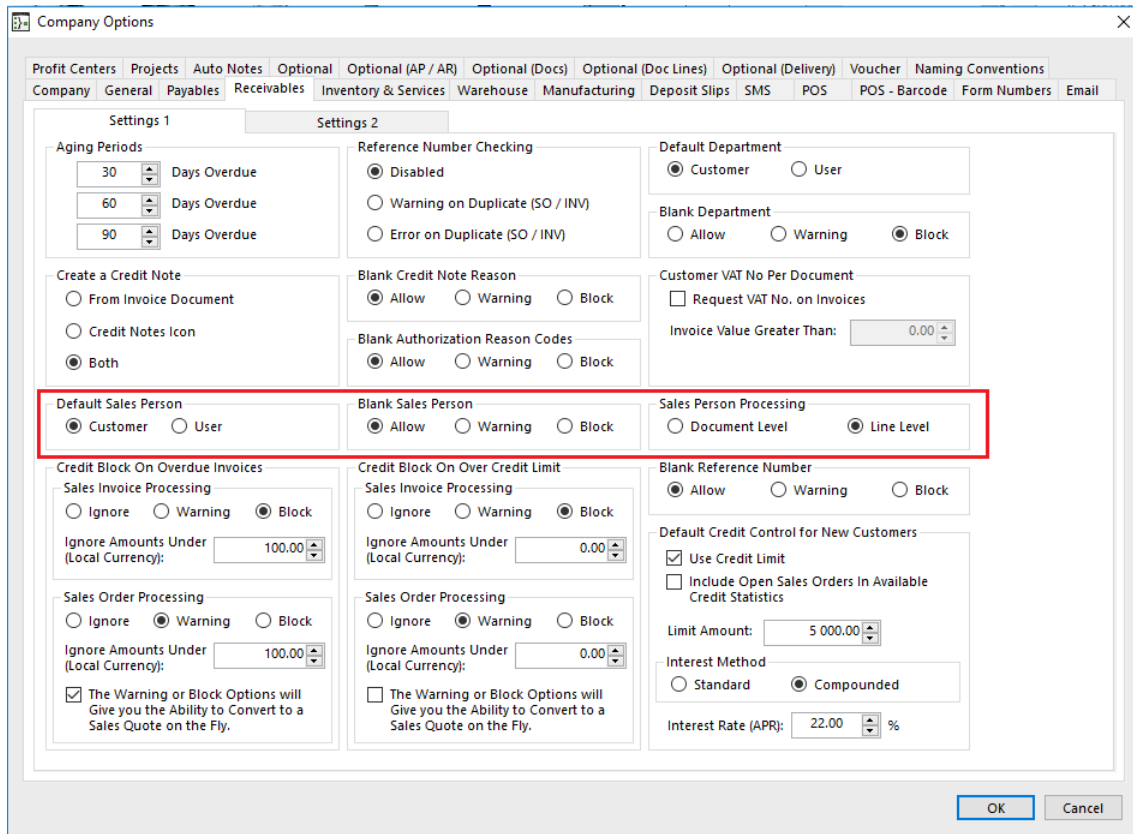 Company Options
Profit Centers Projects Auto Notes Optional Optional (AP / AR) Optional (Docs) Optional (Doc Lines) Optional (Delivery) Voucher Naming Conventions
Company General Payables Receivables Inventory & Services Warehouse Manufacturing Deposit Slips SMS POS POS - Barcode Form Numbers Email
Settings 1 Settings 2
Aging Periods
30 Days Overdue
60 Days Overdue
90 Days Overdue
Reference Number Checking
Disabled
Warning on Duplicate (SO / INV)
Error on Duplicate (SO / INV)
Default Department
Customer User
Blank Department
Allow Warning Block
Create a Credit Note
From Invoice Document
Credit Notes Icon
Both
Blank Credit Note Reason
Allow Warning Block
Blank Authorization Reason Codes
Allow Warning Block
Customer VAT No Per Document
Request VAT No. on Invoices
Invoice Value Greater Than: 0.00
Default Sales Person
Customer User
Blank Sales Person
Allow Warning Block
Sales Person Processing
Document Level Line Level
Credit Block On Overdue Invoices
Sales Invoice Processing
Ignore Warning Block
Ignore Amounts Under
(Local Currency): 100.00
Sales Order Processing
Ignore Warning Block
Ignore Amounts Under
(Local Currency): 100.00
The Warning or Block Options will
Give you the Ability to Convert to a
Sales Quote on the Fly.
Credit Block On Over Credit Limit
Sales Invoice Processing
Ignore Warning Block
Ignore Amounts Under
(Local Currency): 0.00
Sales Order Processing
Ignore Warning Block
Ignore Amounts Under
(Local Currency): 0.00
The Warning or Block Options will
Give you the Ability to Convert to a
Sales Quote on the Fly.
Blank Reference Number
Allow Warning Block
Default Credit Control for New Customers
Use Credit Limit
Include Open Sales Orders In Available
Credit Statistics
Limit Amount: 5 000.00
Interest Method
Standard Compounded
Interest Rate (APR): 22.00 %
OK Cancel